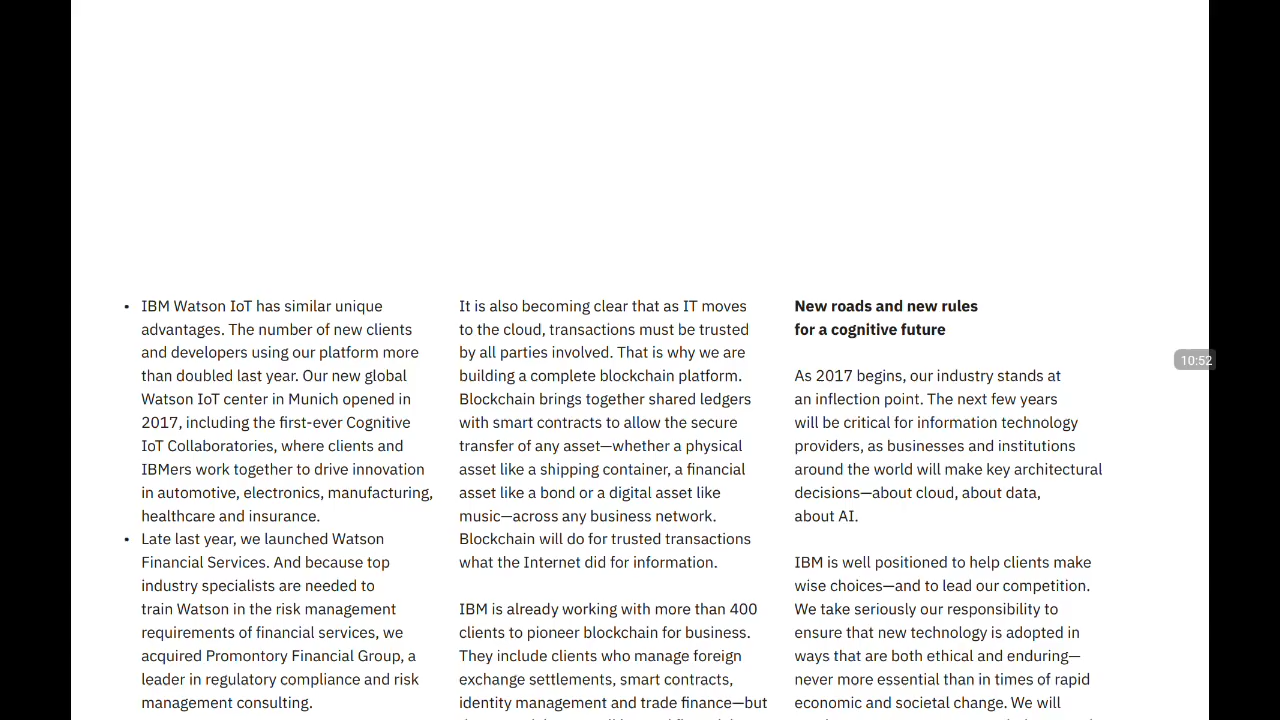 • IBM Watson IoT has similar unique
advantages. The number of new clients
and developers using our platform more
than doubled last year. Our new global
Watson IoT center in Munich opened in
2017, including the first-ever Cognitive
IoT Collaboratories, where clients and
IBMers work together to drive innovation
in automotive, electronics, manufacturing,
healthcare and insurance.
• Late last year, we launched Watson
Financial Services. And because top
industry specialists are needed to
train Watson in the risk management
requirements of financial services, we
acquired Promontory Financial Group, a
leader in regulatory compliance and risk
management consulting.
It is also becoming clear that as IT moves
to the cloud, transactions must be trusted
by all parties involved. That is why we are
building a complete blockchain platform.
Blockchain brings together shared ledgers
with smart contracts to allow the secure
transfer of any asset—whether a physical
asset like a shipping container, a financial
asset like a bond or a digital asset like
music—across any business network.
Blockchain will do for trusted transactions
what the Internet did for information.
IBM is already working with more than 400
clients to pioneer blockchain for business.
They include clients who manage foreign
exchange settlements, smart contracts,
identity management and trade finance—but
New roads and new rules
for a cognitive future
As 2017 begins, our industry stands at
an inflection point. The next few years
will be critical for information technology
providers, as businesses and institutions
around the world will make key architectural
decisions—about cloud, about data,
about AI.
IBM is well positioned to help clients make
wise choices—and to lead our competition.
We take seriously our responsibility to
ensure that new technology is adopted in
ways that are both ethical and enduring—
never more essential than in times of rapid
economic and societal change. We will
10:52